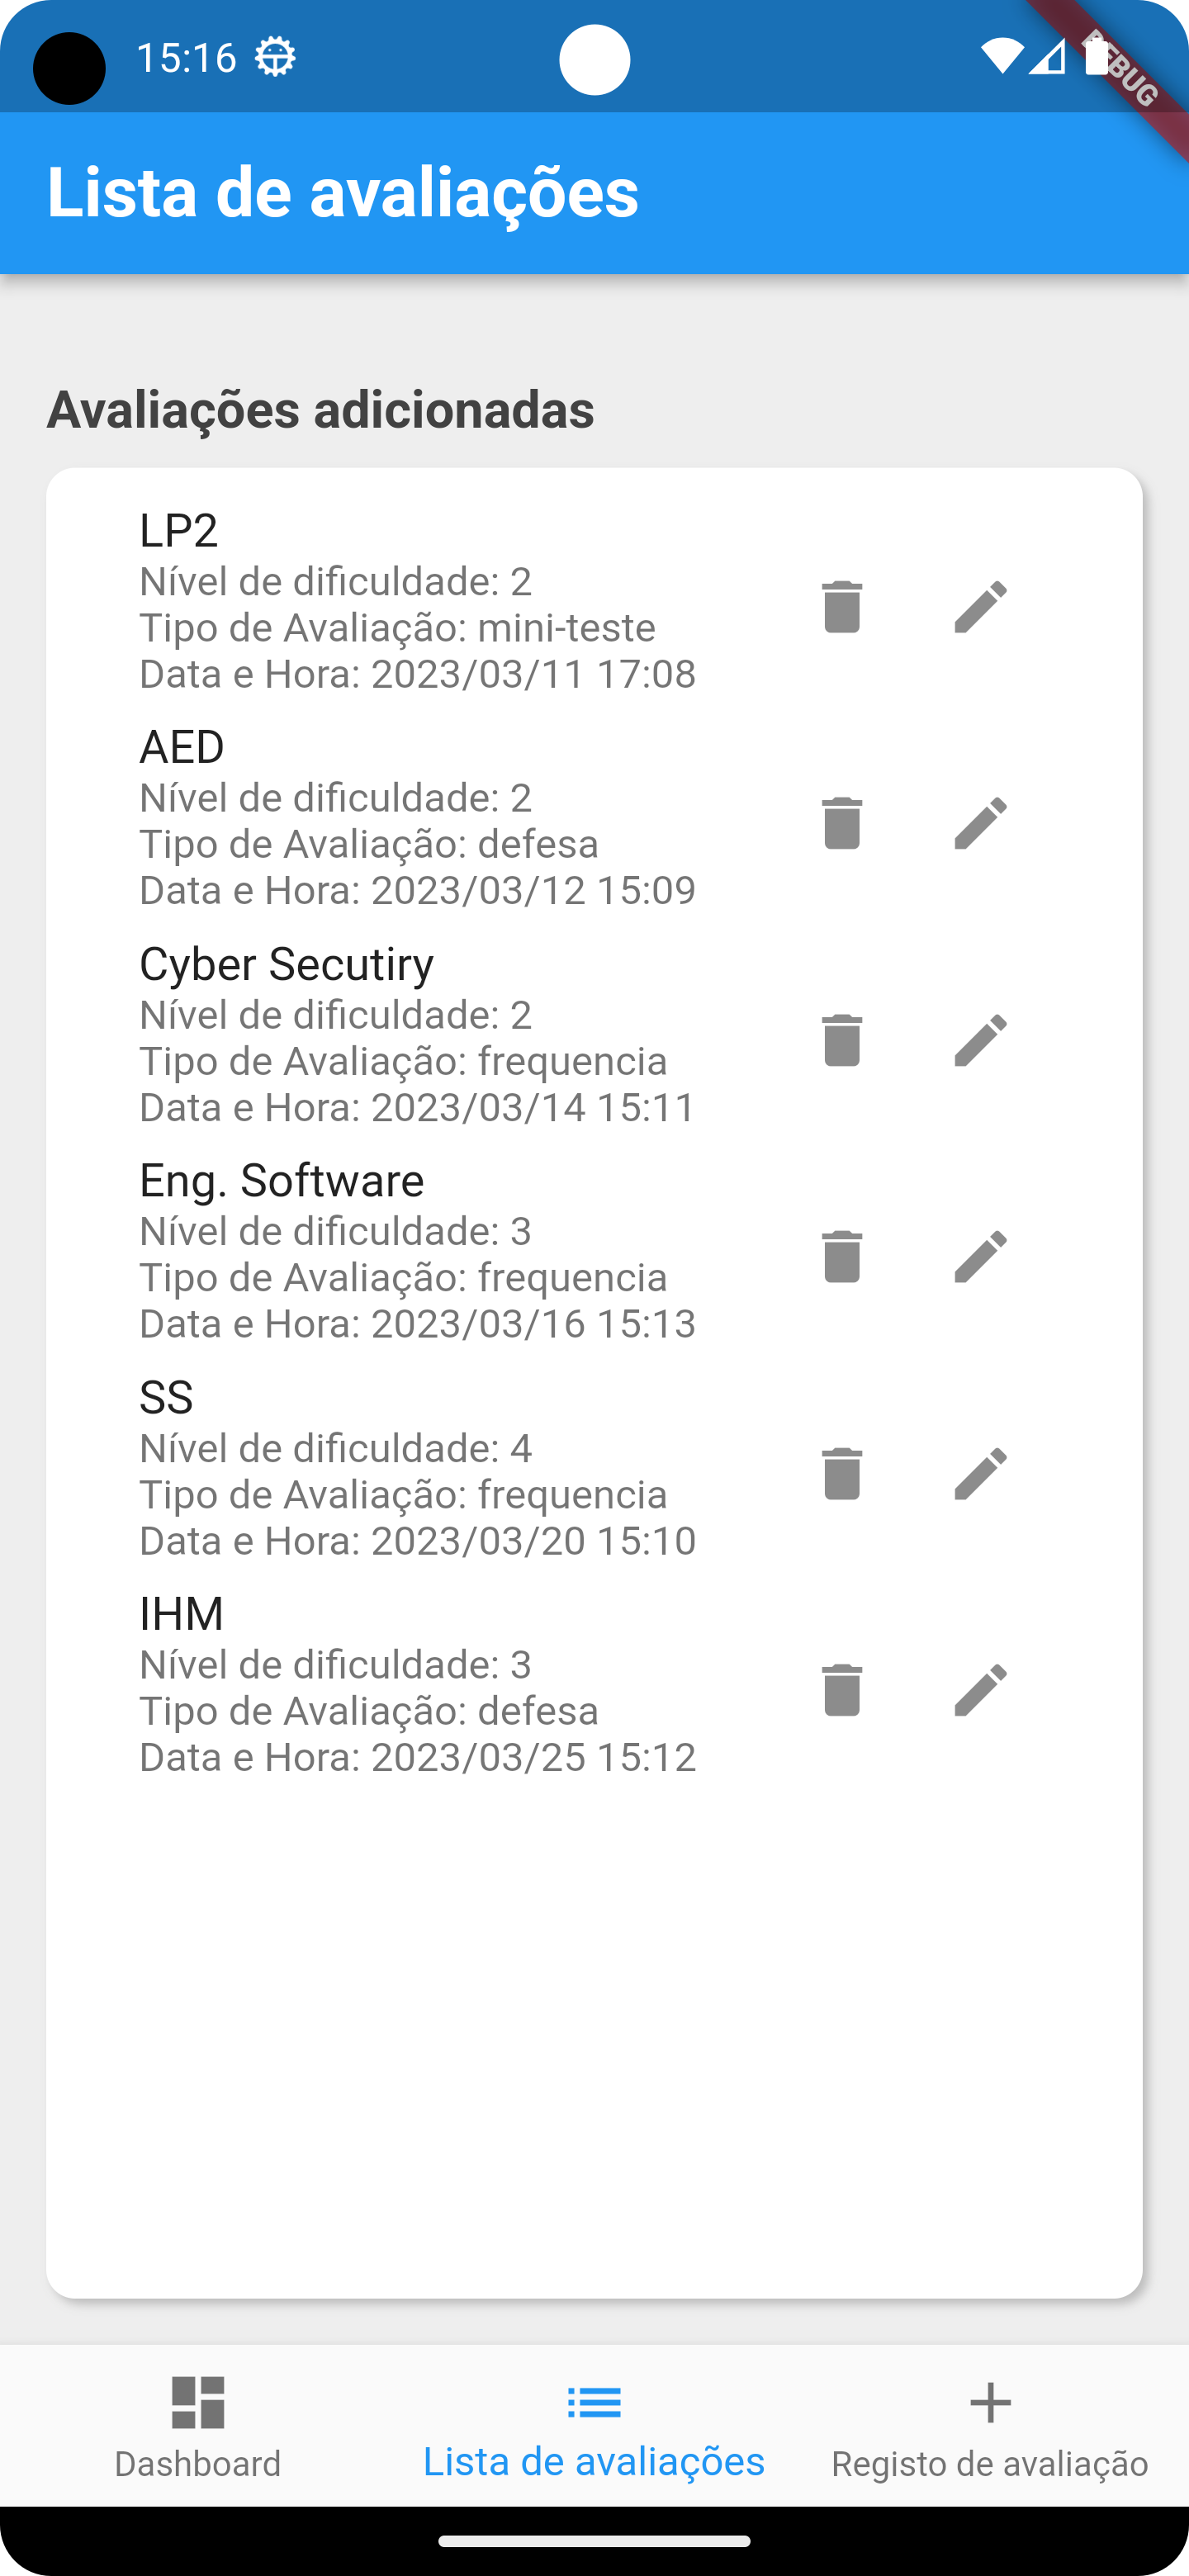 15:16
DEBUG
Lista de avaliações
Avaliações adicionadas
LP2
Nível de dificuldade: 2
Tipo de Avaliação: mini-teste
Data e Hora: 2023/03/11 17:08
AED
Nível de dificuldade: 2
Tipo de Avaliação: defesa
Data e Hora: 2023/03/12 15:09
Cyber Secutiry
Nível de dificuldade: 2
Tipo de Avaliação: frequencia
Data e Hora: 2023/03/14 15:11
Eng. Software
Nível de dificuldade: 3
Tipo de Avaliação: frequencia
Data e Hora: 2023/03/16 15:13
SS
Nível de dificuldade: 4
Tipo de Avaliação: frequencia
Data e Hora: 2023/03/20 15:10
IHM
Nível de dificuldade: 3
Tipo de Avaliação: defesa
Data e Hora: 2023/03/25 15:12
Dashboard
Lista de avaliações
Registo de avaliação